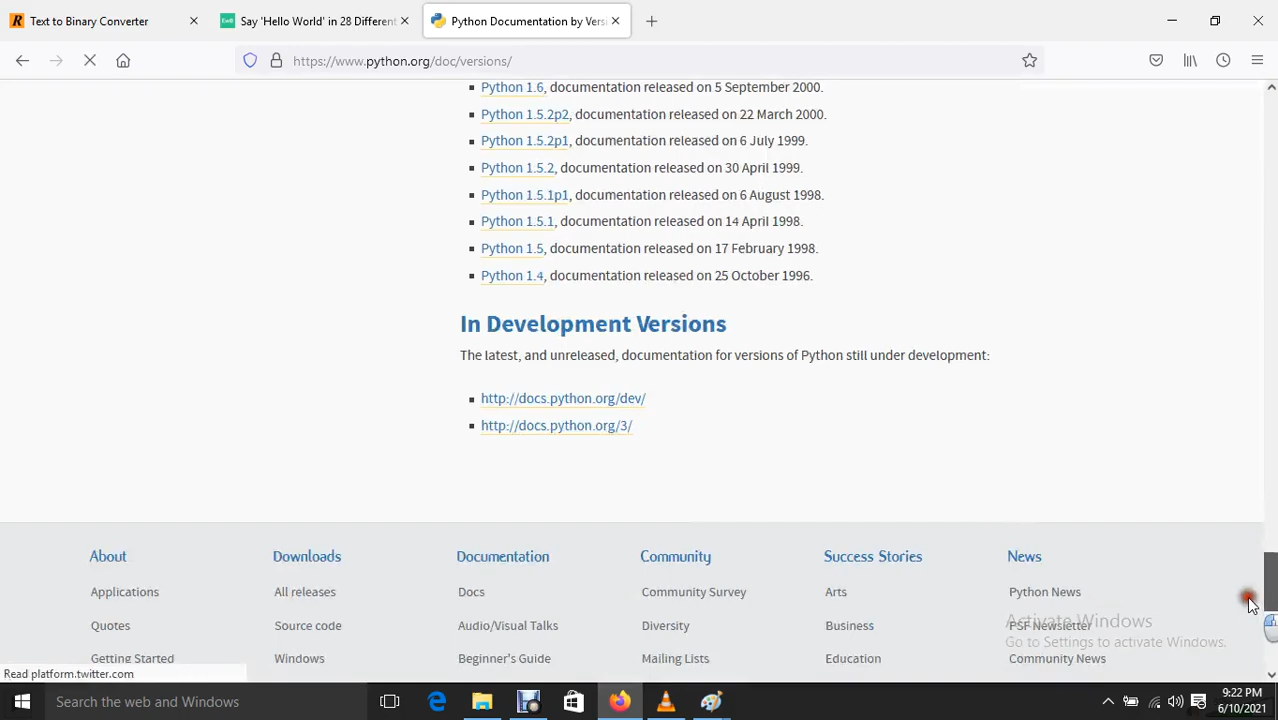 Text to Binary Converter
Say 'Hello World' in 28 Different
Python Documentation by Vers
https://www.python.org/doc/versions/
Python 1.6, documentation released on 5 September 2000.
Python 1.5.2p2, documentation released on 22 March 2000.
Python 1.5.2p1, documentation released on 6 July 1999.
Python 1.5.2, documentation released on 30 April 1999.
Python 1.5.1p1, documentation released on 6 August 1998.
Python 1.5.1, documentation released on 14 April 1998.
Python 1.5, documentation released on 17 February 1998.
Python 1.4, documentation released on 25 October 1996.
In Development Versions
The latest, and unreleased, documentation for versions of Python still under development:
http://docs.python.org/dev/
http://docs.python.org/3/
About Downloads Documentation Community Success Stories News
Applications All releases Docs Community Survey Arts Python News
Quotes Source code Audio/Visual Talks Diversity Business PSF Newsletter
Getting Started Windows Beginner's Guide Mailing Lists Education Community News
Activate Windows
Go to Settings to activate Windows.
Read platform.twitter.com
Search the web and Windows
9:22 PM
6/10/2021